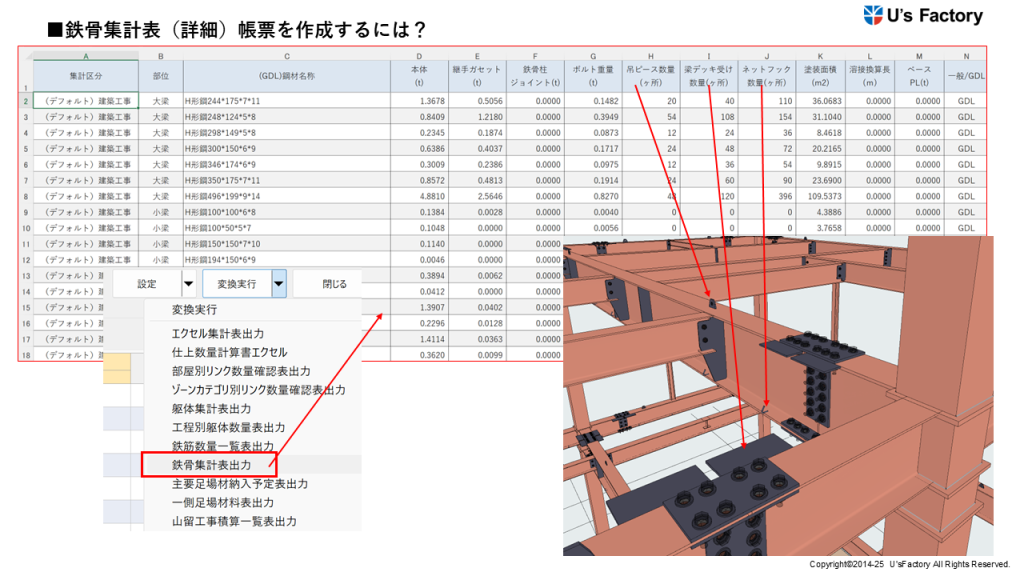 ■鉄骨集計表（詳細）帳票を作成するには？
U's Factory
A B C D E F G H I J K L M N
1 集計区分 部位 (GDL)鋼材名称 本体(t) 継手ガセット(t) 鉄骨柱ジョイント(t) ボルト重量(t) 吊ピース数量(ヶ所) 梁デッキ受け数量(ヶ所) ネットフック数量(ヶ所) 塗装面積(m2) 溶接換算長(m) ベースPL(t) 一般/GDL
2 （デフォルト）建築工事 大梁 H形鋼244*175*7*11 1.3678 0.5056 0.0000 0.1482 20 40 110 36.0683 0.0000 0.0000 GDL
3 （デフォルト）建築工事 大梁 H形鋼248*124*5*8 0.8409 1.2180 0.0000 0.3949 54 108 154 31.1040 0.0000 0.0000 GDL
4 （デフォルト）建築工事 大梁 H形鋼298*149*5*8 0.2345 0.1874 0.0000 0.0873 12 24 36 8.4618 0.0000 0.0000 GDL
5 （デフォルト）建築工事 大梁 H形鋼300*150*6*9 0.6386 0.4037 0.0000 0.1717 24 48 72 20.2165 0.0000 0.0000 GDL
6 （デフォルト）建築工事 大梁 H形鋼346*174*6*9 0.3009 0.2386 0.0000 0.0975 12 36 54 9.8915 0.0000 0.0000 GDL
7 （デフォルト）建築工事 大梁 H形鋼350*175*7*11 0.8572 0.4813 0.0000 0.1914 24 60 90 23.6900 0.0000 0.0000 GDL
8 （デフォルト）建築工事 大梁 H形鋼496*199*9*14 4.8810 2.5646 0.0000 0.8270 48 120 396 109.5373 0.0000 0.0000 GDL
9 （デフォルト）建築工事 小梁 H形鋼100*100*6*8 0.1384 0.0028 0.0000 0.0040 0 0 0 4.3886 0.0000 0.0000 GDL
10 （デフォルト）建築工事 小梁 H形鋼100*50*5*7 0.1048 0.0000 0.0000 0.0056 0 0 0 3.7658 0.0000 0.0000 GDL
11 （デフォルト）建築工事 小梁 H形鋼150*150*7*10 0.1140 0.0000 0.0000
12 （デフォルト）建築工事 小梁 H形鋼194*150*6*9 0.0046 0.0000 0.0000
13 （デフォルト）建 0.3894 0.0062 0.0000
14 （デフォルト）建 0.0412 0.0000 0.0000
15 （デフォルト）建 1.3907 0.0402 0.0000
16 （デフォルト）建 0.2296 0.0128 0.0000
17 （デフォルト）建 1.4114 0.0363 0.0000
18 （デフォルト）建 0.3620 0.0099 0.0000
設定 変換実行 閉じる
変換実行
エクセル集計表出力
仕上数量計算書エクセル
部屋別リンク数量確認表出力
ゾーンカテゴリ別リンク数量確認表出力
躯体集計表出力
工程別躯体数量表出力
鉄筋数量一覧表出力
鉄骨集計表出力
主要足場材納入予定表出力
一側足場材料表出力
山留工事積算一覧表出力
Copyright©2014-25 U'sFactory All Rights Reserved.